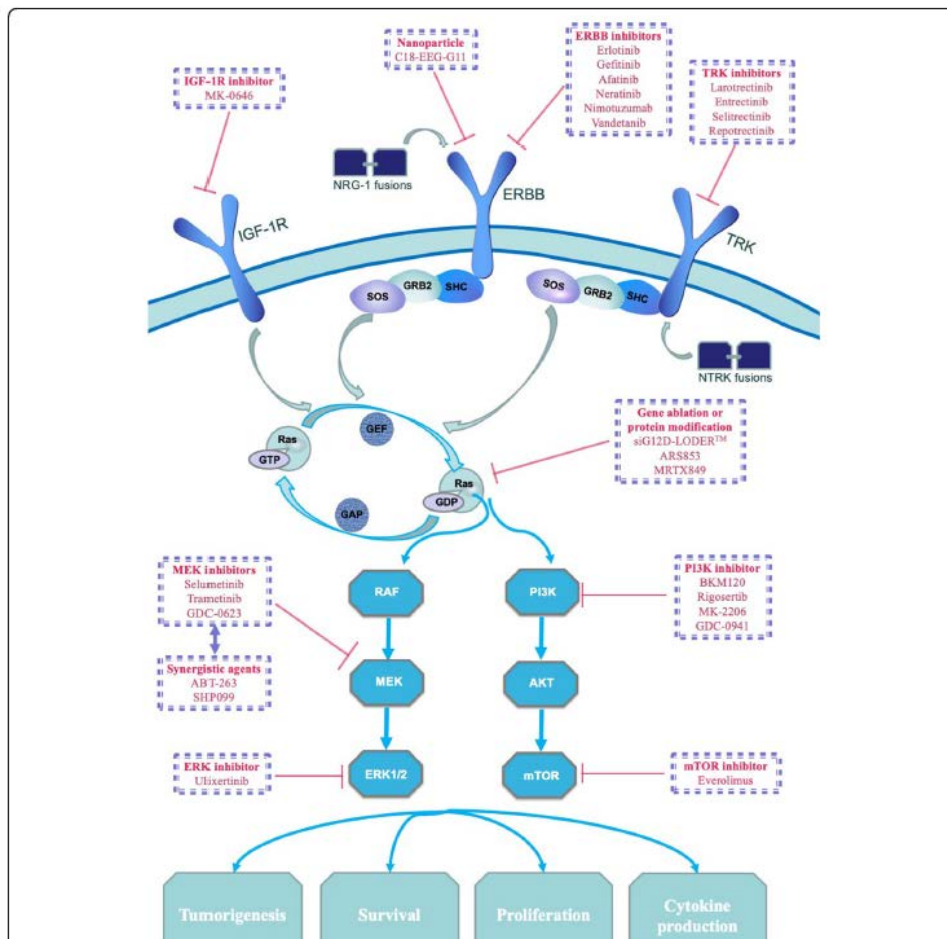 Nanoparticle
C18-EEG-G11
ERBB inhibitors
Erlotinib
Gefitinib
Afatinib
Neratinib
Nimotuzumab
Vandetanib
IGF-1R inhibitor
MK-0646
TRK inhibitors
Larotrectinib
Entrectinib
Selitrectinib
Repotrectinib
NRG-1 fusions
ERBB
IGF-1R
TRK
SOS
GRB2
SHC
SOS
GRB2
SHC
NTRK fusions
GEF
Ras
GTP
Gene ablation or
protein modification
siG12D-LODER™
ARS853
MRTX849
Ras
GDP
GAP
MEK inhibitors
Selumetinib
Trametinib
GDC-0623
RAF
PI3K
PI3K inhibitor
BKM120
Rigosertib
MK-2206
GDC-0941
Synergistic agents
ABT-263
SHP099
MEK
AKT
ERK inhibitor
Ulixertinib
ERK1/2
mTOR
mTOR inhibitor
Everolimus
Tumorigenesis
Survival
Proliferation
Cytokine
production